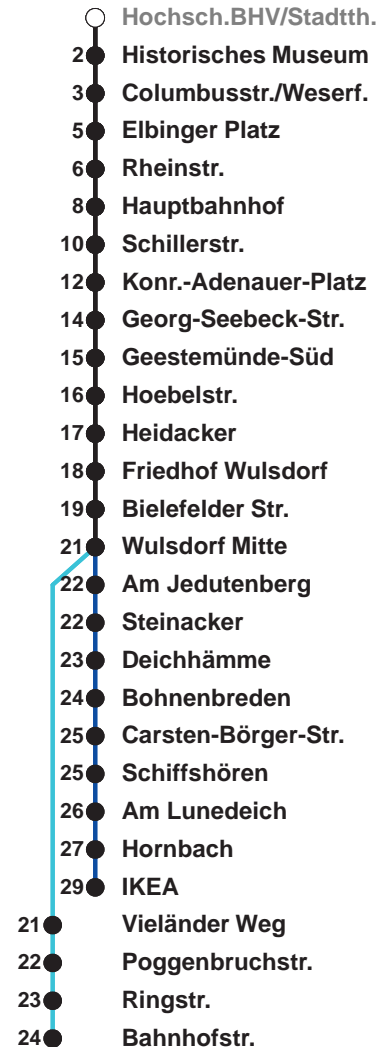 Hochsch.BHV/Stadtth.
2 Historisches Museum
3 Columbusstr./Weserf.
5 Elbinger Platz
6 Rheinstr.
8 Hauptbahnhof
10 Schillerstr.
12 Konr.-Adenauer-Platz
14 Georg-Seebeck-Str.
15 Geestemünde-Süd
16 Hoebelstr.
17 Heidacker
18 Friedhof Wulsdorf
19 Bielefelder Str.
21 Wulsdorf Mitte
22 Am Jedutenberg
22 Steinacker
23 Deichhämme
24 Bohnenbreden
25 Carsten-Börger-Str.
25 Schiffshören
26 Am Lunedeich
27 Hornbach
29 IKEA
21 Vieländer Weg
22 Poggenbruchstr.
23 Ringstr.
24 Bahnhofstr.